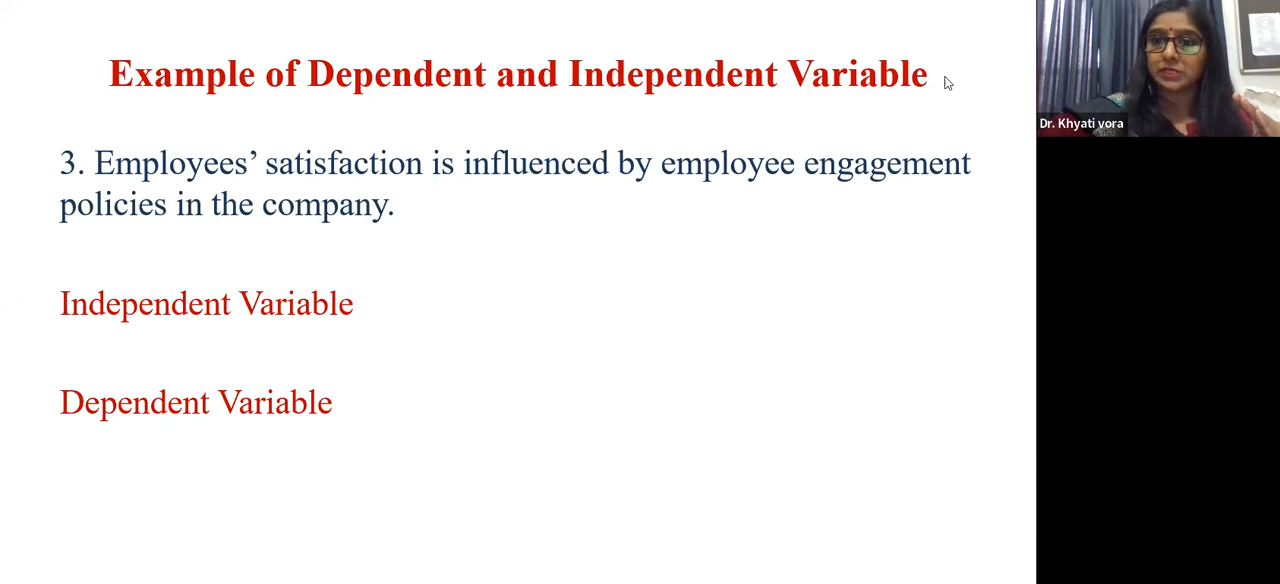 Example of Dependent and Independent Variable
3. Employees’ satisfaction is influenced by employee engagement
policies in the company.
Independent Variable
Dependent Variable
Dr. Khyati vora